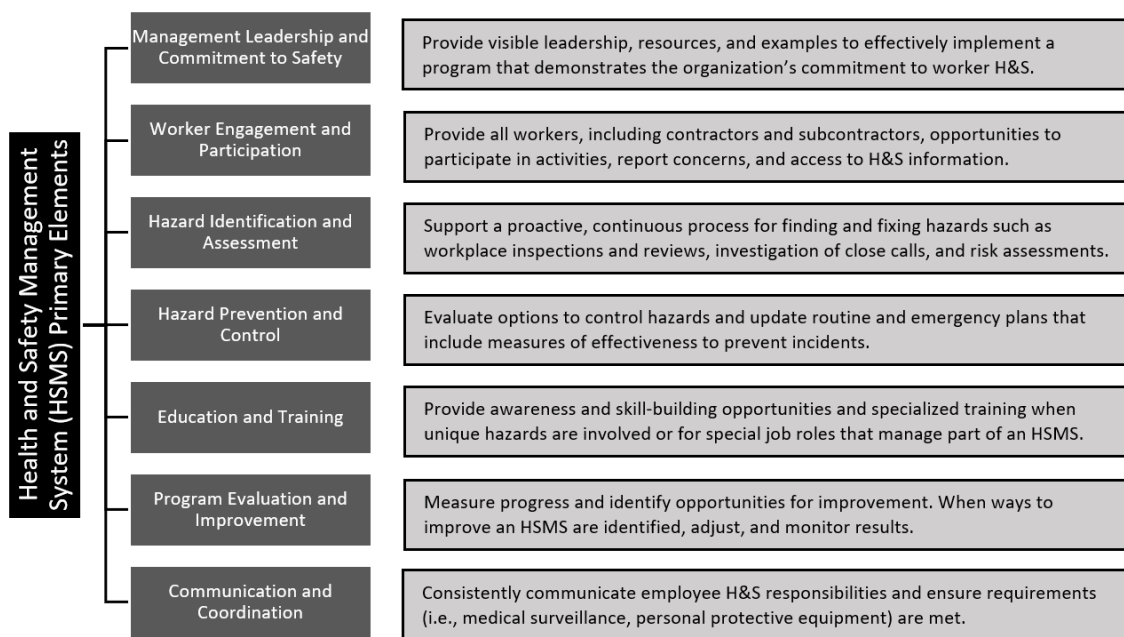 Health and Safety Management
System (HSMS) Primary Elements
Management Leadership and
Commitment to Safety
Provide visible leadership, resources, and examples to effectively implement a
program that demonstrates the organization’s commitment to worker H&S.
Worker Engagement and
Participation
Provide all workers, including contractors and subcontractors, opportunities to
participate in activities, report concerns, and access to H&S information.
Hazard Identification and
Assessment
Support a proactive, continuous process for finding and fixing hazards such as
workplace inspections and reviews, investigation of close calls, and risk assessments.
Hazard Prevention and
Control
Evaluate options to control hazards and update routine and emergency plans that
include measures of effectiveness to prevent incidents.
Education and Training
Provide awareness and skill-building opportunities and specialized training when
unique hazards are involved or for special job roles that manage part of an HSMS.
Program Evaluation and
Improvement
Measure progress and identify opportunities for improvement. When ways to
improve an HSMS are identified, adjust, and monitor results.
Communication and
Coordination
Consistently communicate employee H&S responsibilities and ensure requirements
(i.e., medical surveillance, personal protective equipment) are met.